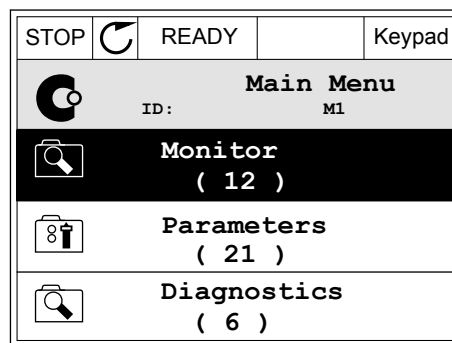 STOP READY Keypad
Main Menu
ID: M1
Monitor
( 12 )
Parameters
( 21 )
Diagnostics
( 6 )